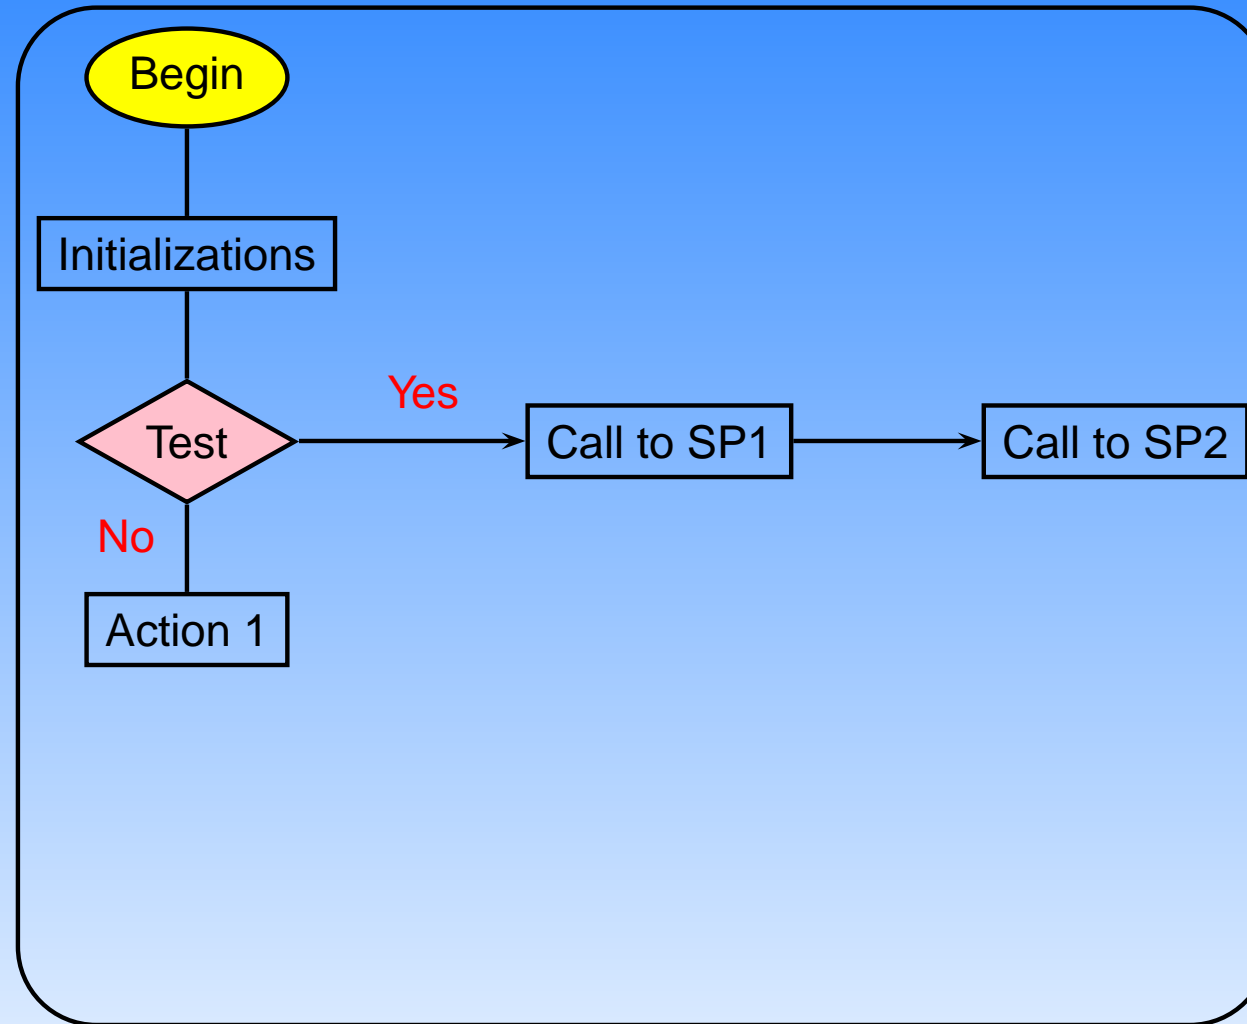 Begin
Initializations
Yes
Test
Call to SP1
Call to SP2
No
Action 1